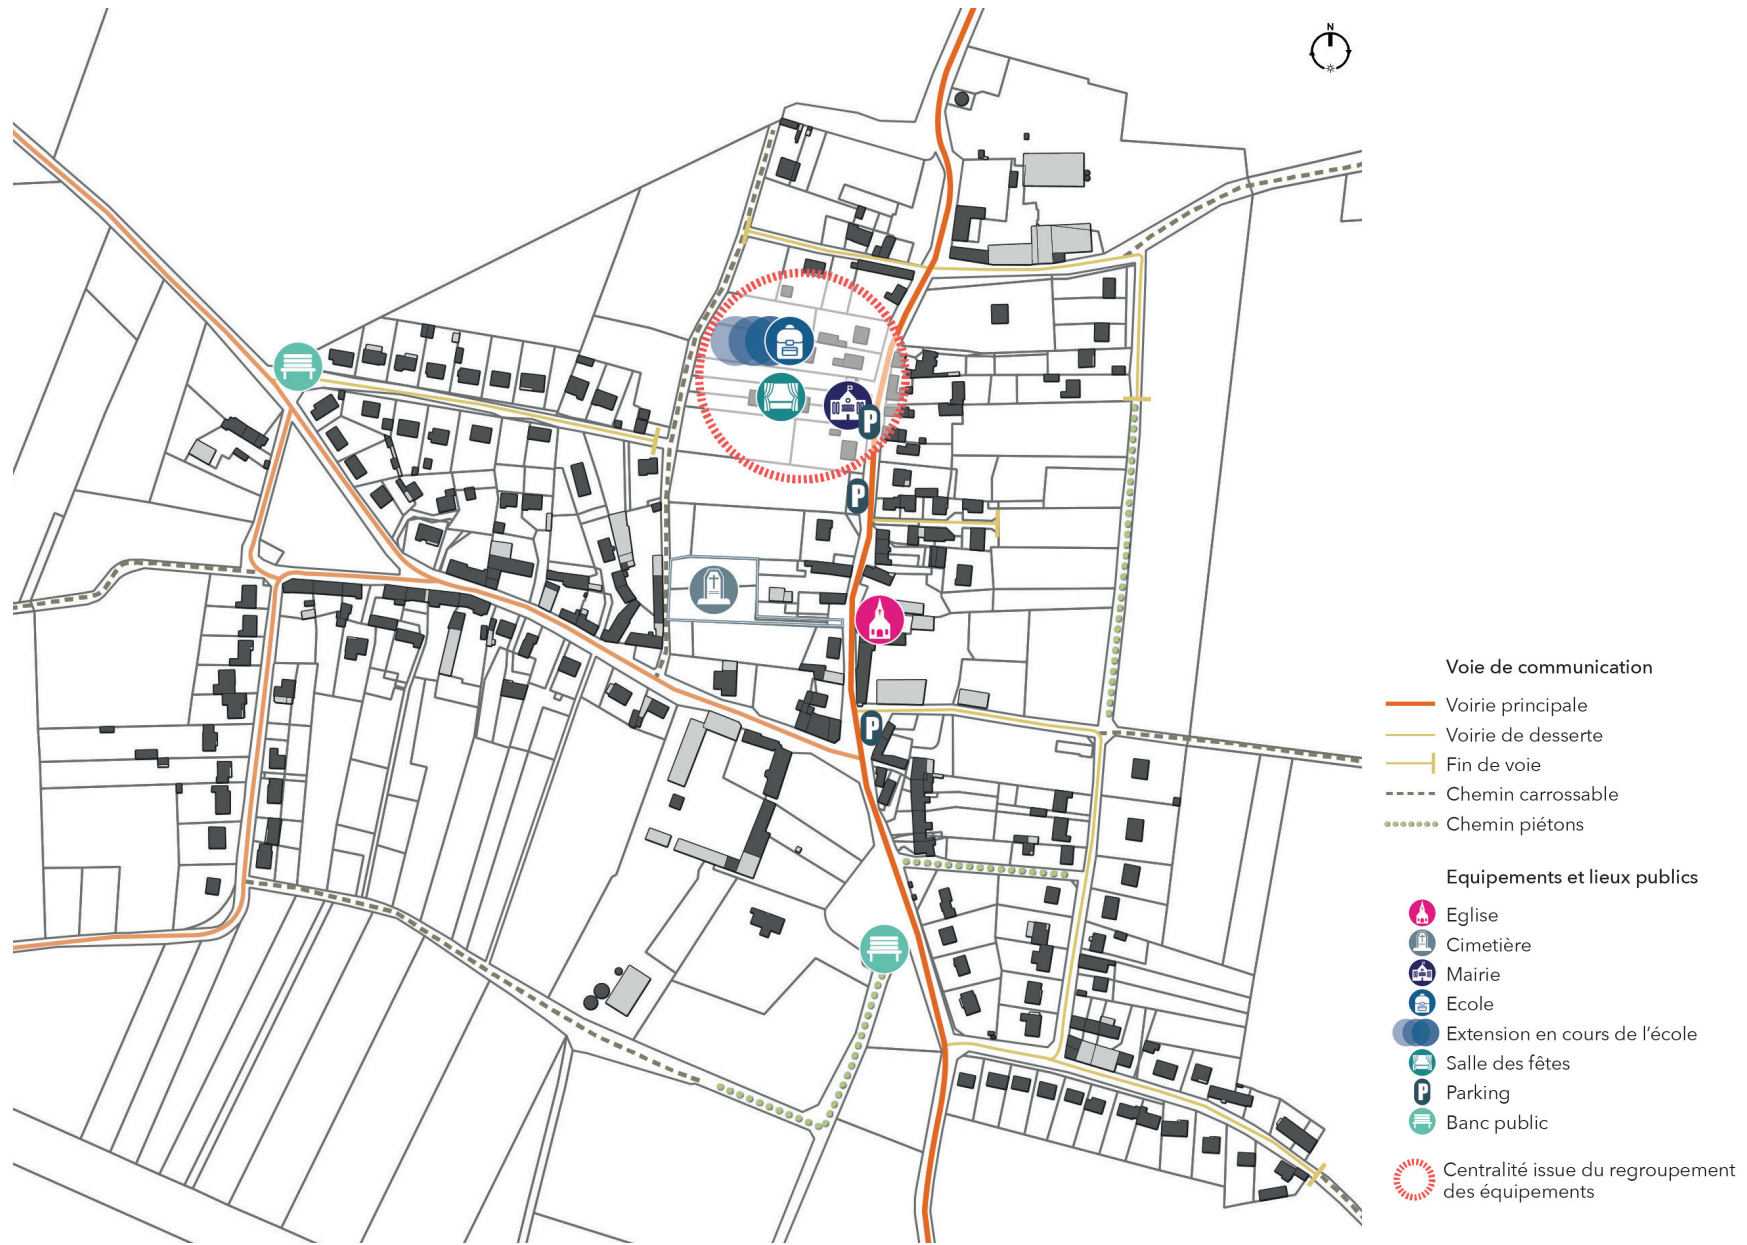 N
P
P
P
Voie de communication
Voirie principale
Voirie de desserte
Fin de voie
Chemin carrossable
Chemin piétons
Equipements et lieux publics
Eglise
Cimetière
Mairie
Ecole
Extension en cours de l'école
Salle des fêtes
P Parking
Banc public
Centralité issue du regroupement
des équipements